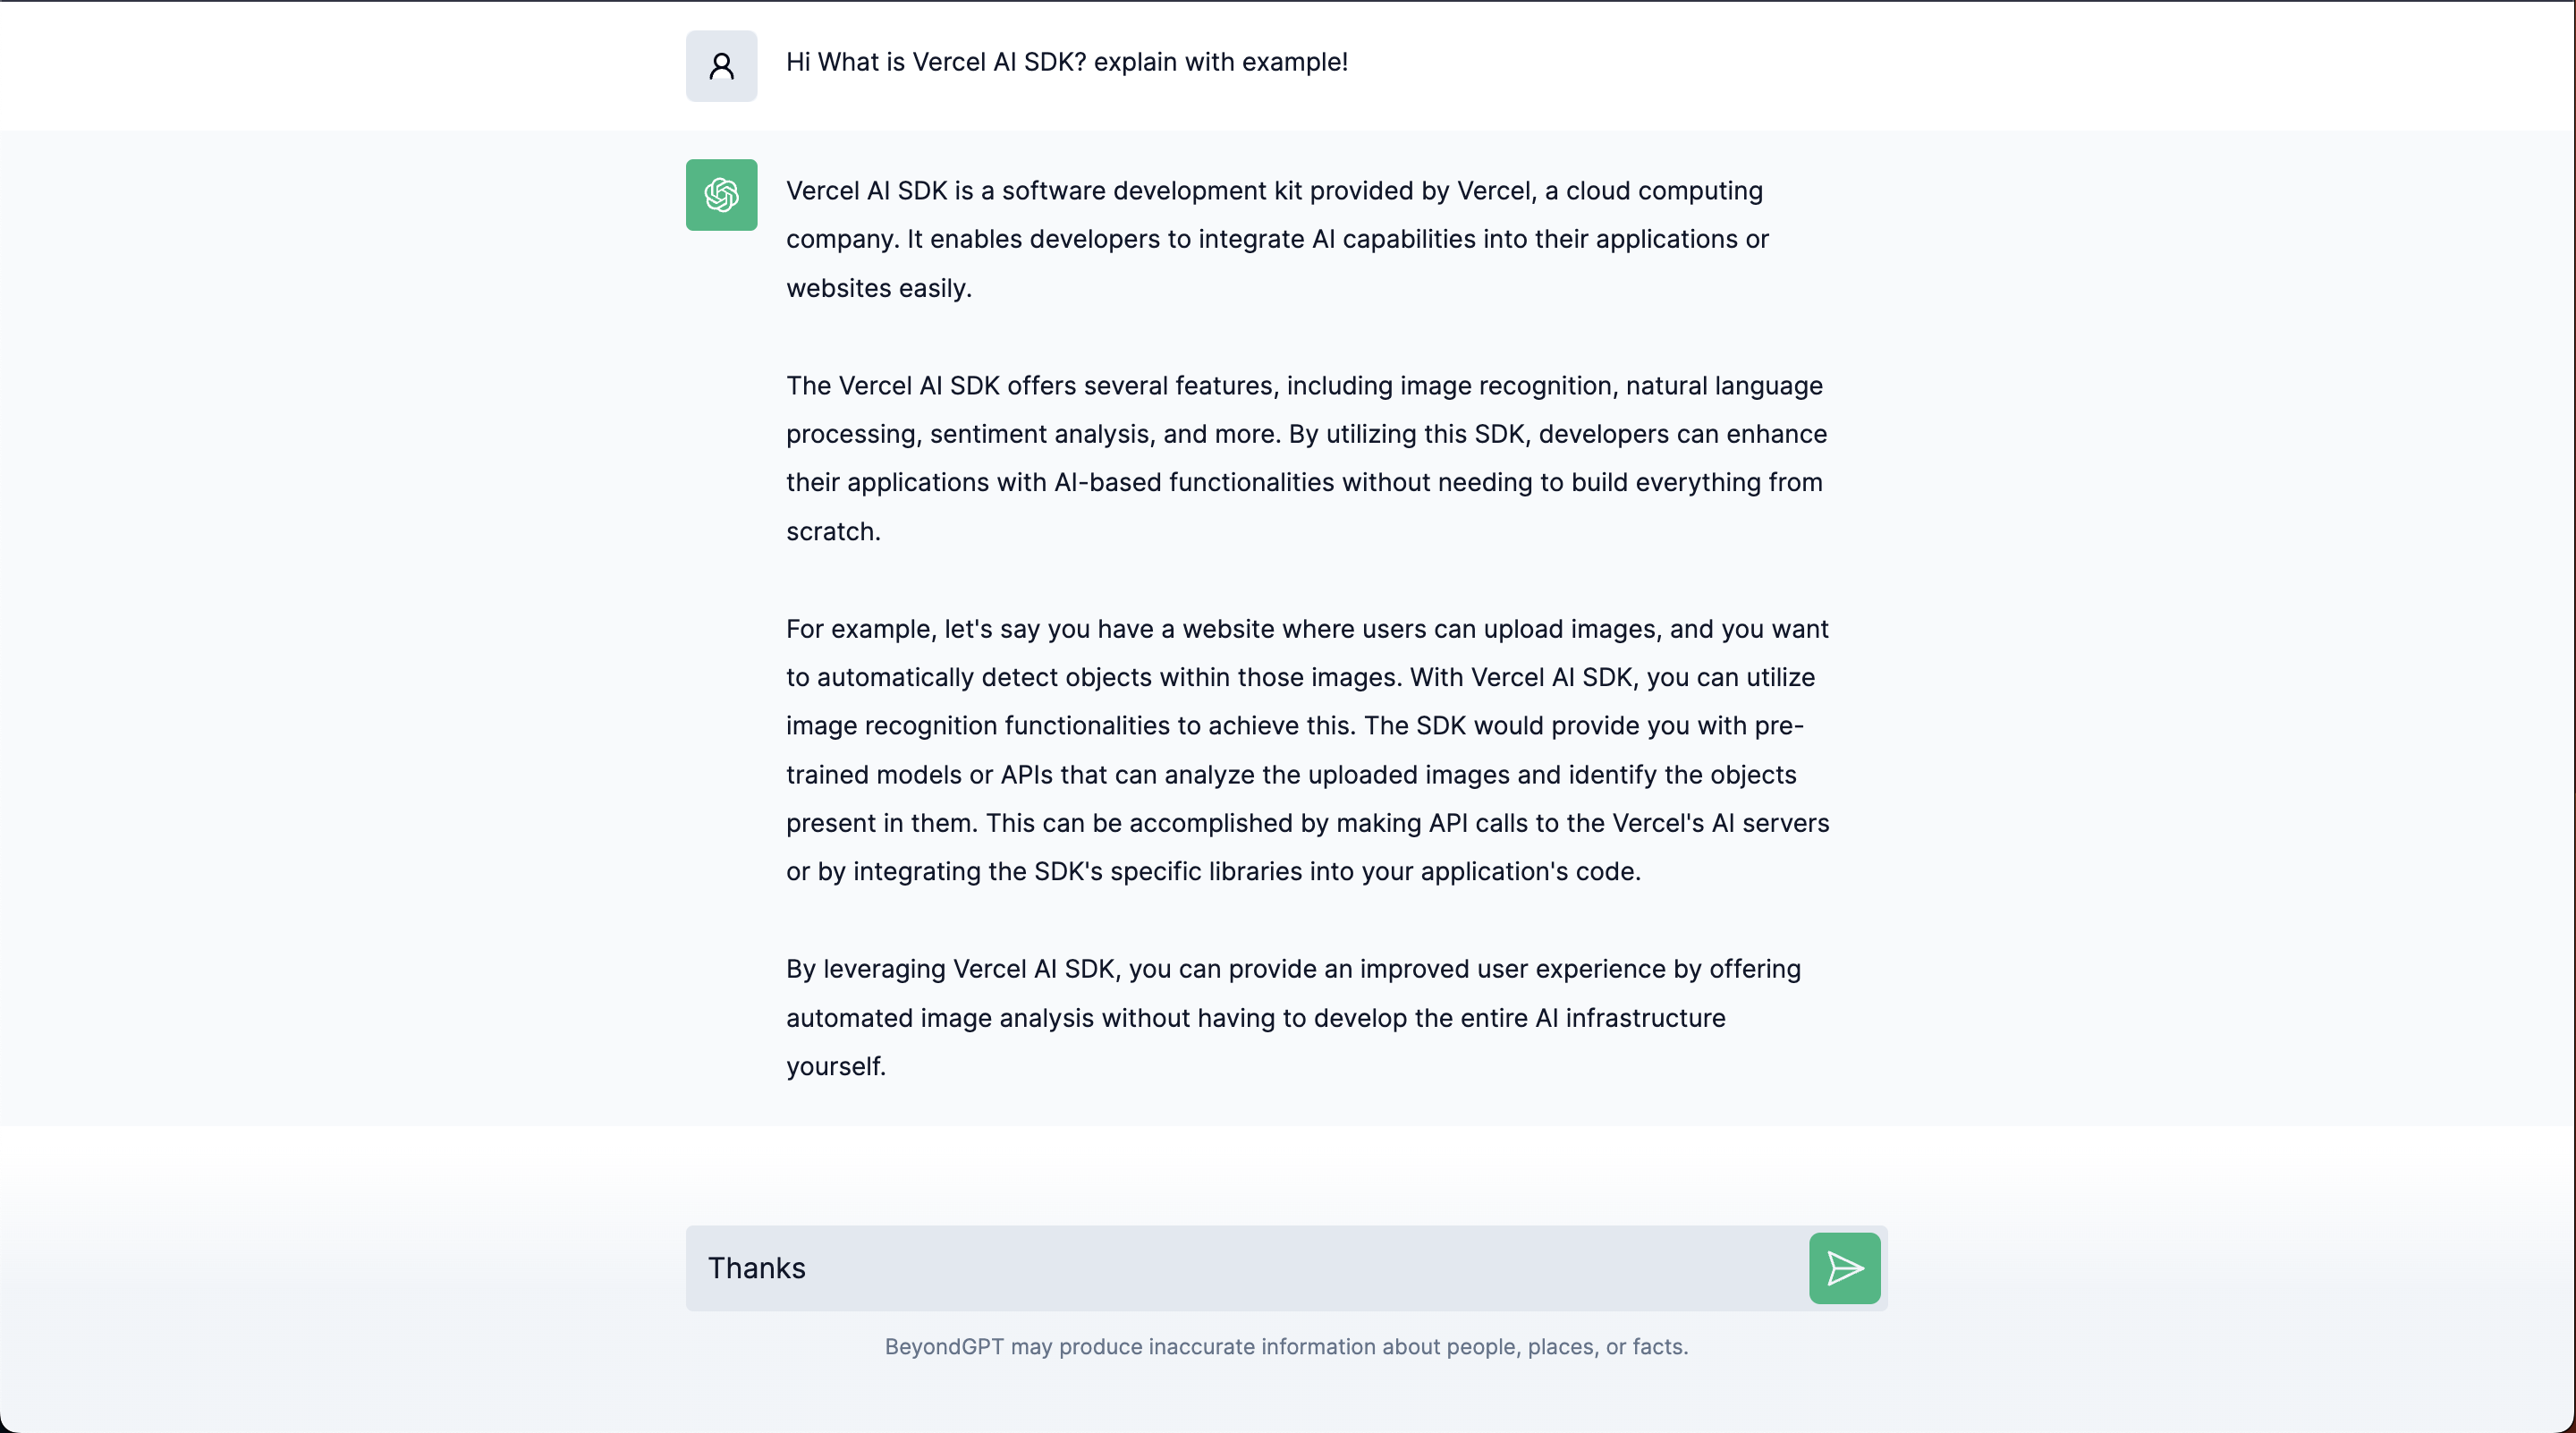 Hi What is Vercel AI SDK? explain with example!
Vercel AI SDK is a software development kit provided by Vercel, a cloud computing
company. It enables developers to integrate AI capabilities into their applications or
websites easily.
The Vercel AI SDK offers several features, including image recognition, natural language
processing, sentiment analysis, and more. By utilizing this SDK, developers can enhance
their applications with AI-based functionalities without needing to build everything from
scratch.
For example, let's say you have a website where users can upload images, and you want
to automatically detect objects within those images. With Vercel AI SDK, you can utilize
image recognition functionalities to achieve this. The SDK would provide you with pre-
trained models or APIs that can analyze the uploaded images and identify the objects
present in them. This can be accomplished by making API calls to the Vercel's AI servers
or by integrating the SDK's specific libraries into your application's code.
By leveraging Vercel AI SDK, you can provide an improved user experience by offering
automated image analysis without having to develop the entire AI infrastructure
yourself.
Thanks
BeyondGPT may produce inaccurate information about people, places, or facts.